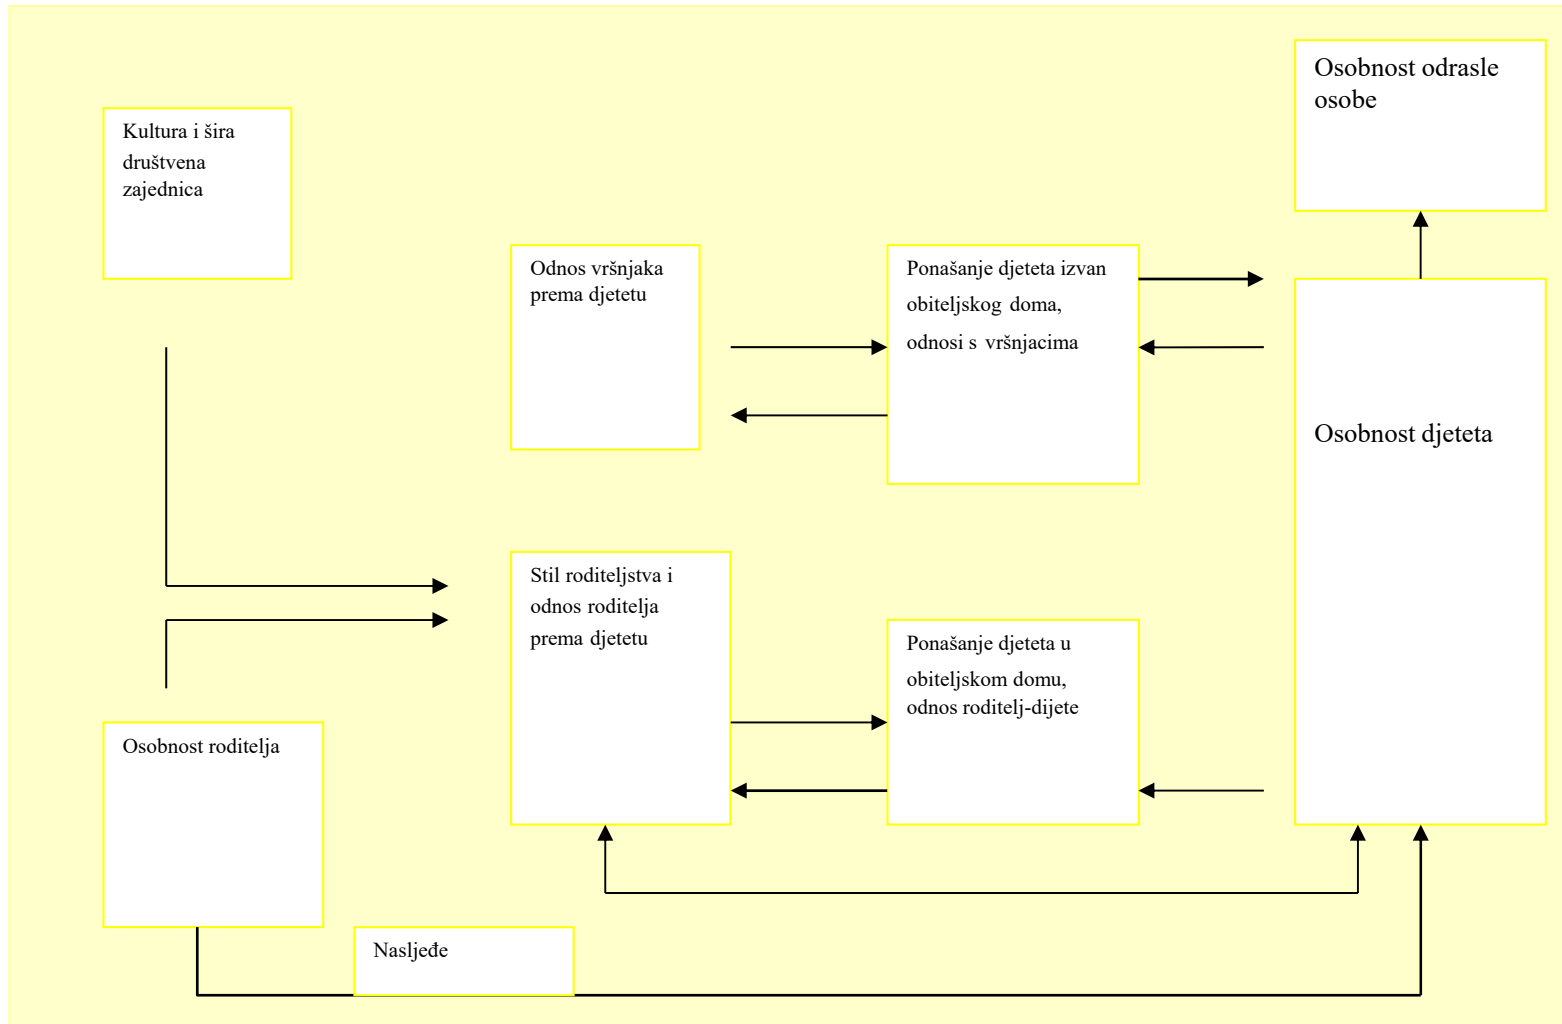 Osobnost odrasle
osobe
Kultura i šira
društvena
zajednica
Odnos vršnjaka
prema djetetu
Ponašanje djeteta izvan
obiteljskog doma,
odnosi s vršnjacima
Osobnost djeteta
Stil roditeljstva i
odnos roditelja
prema djetetu
Ponašanje djeteta u
obiteljskom domu,
odnos roditelj-dijete
Osobnost roditelja
Nasljeđe